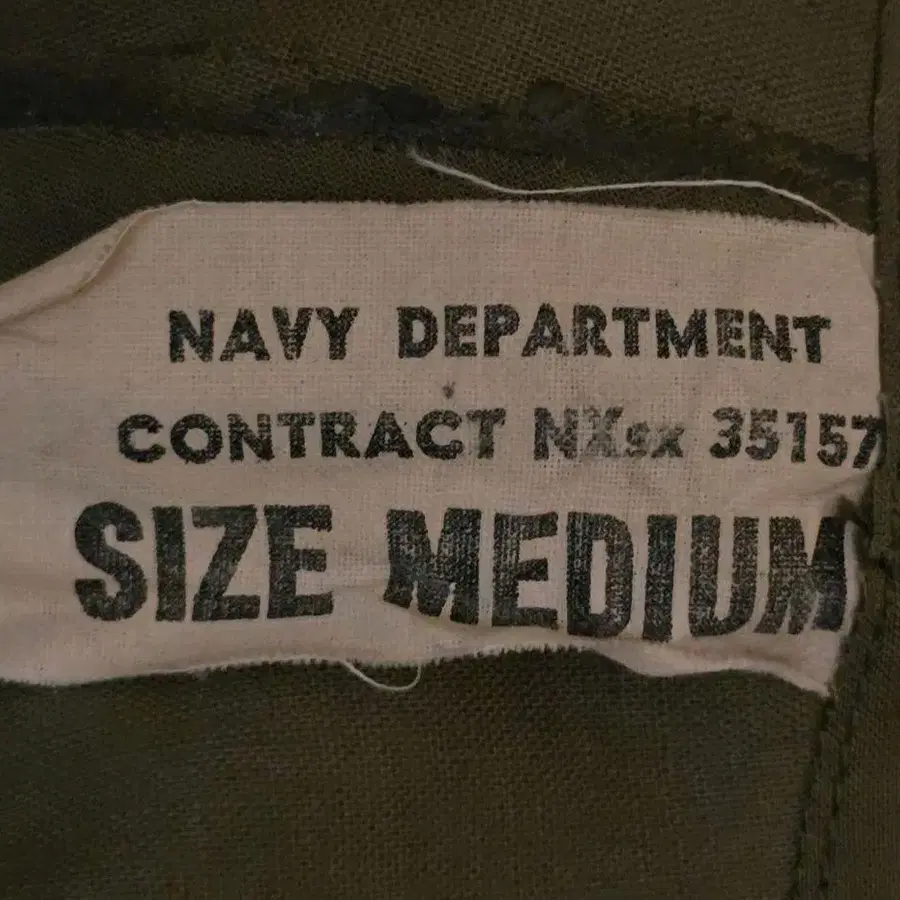 NAVY DEPARTMENT
CONTRACT NXsx 35157
SIZE MEDIUM